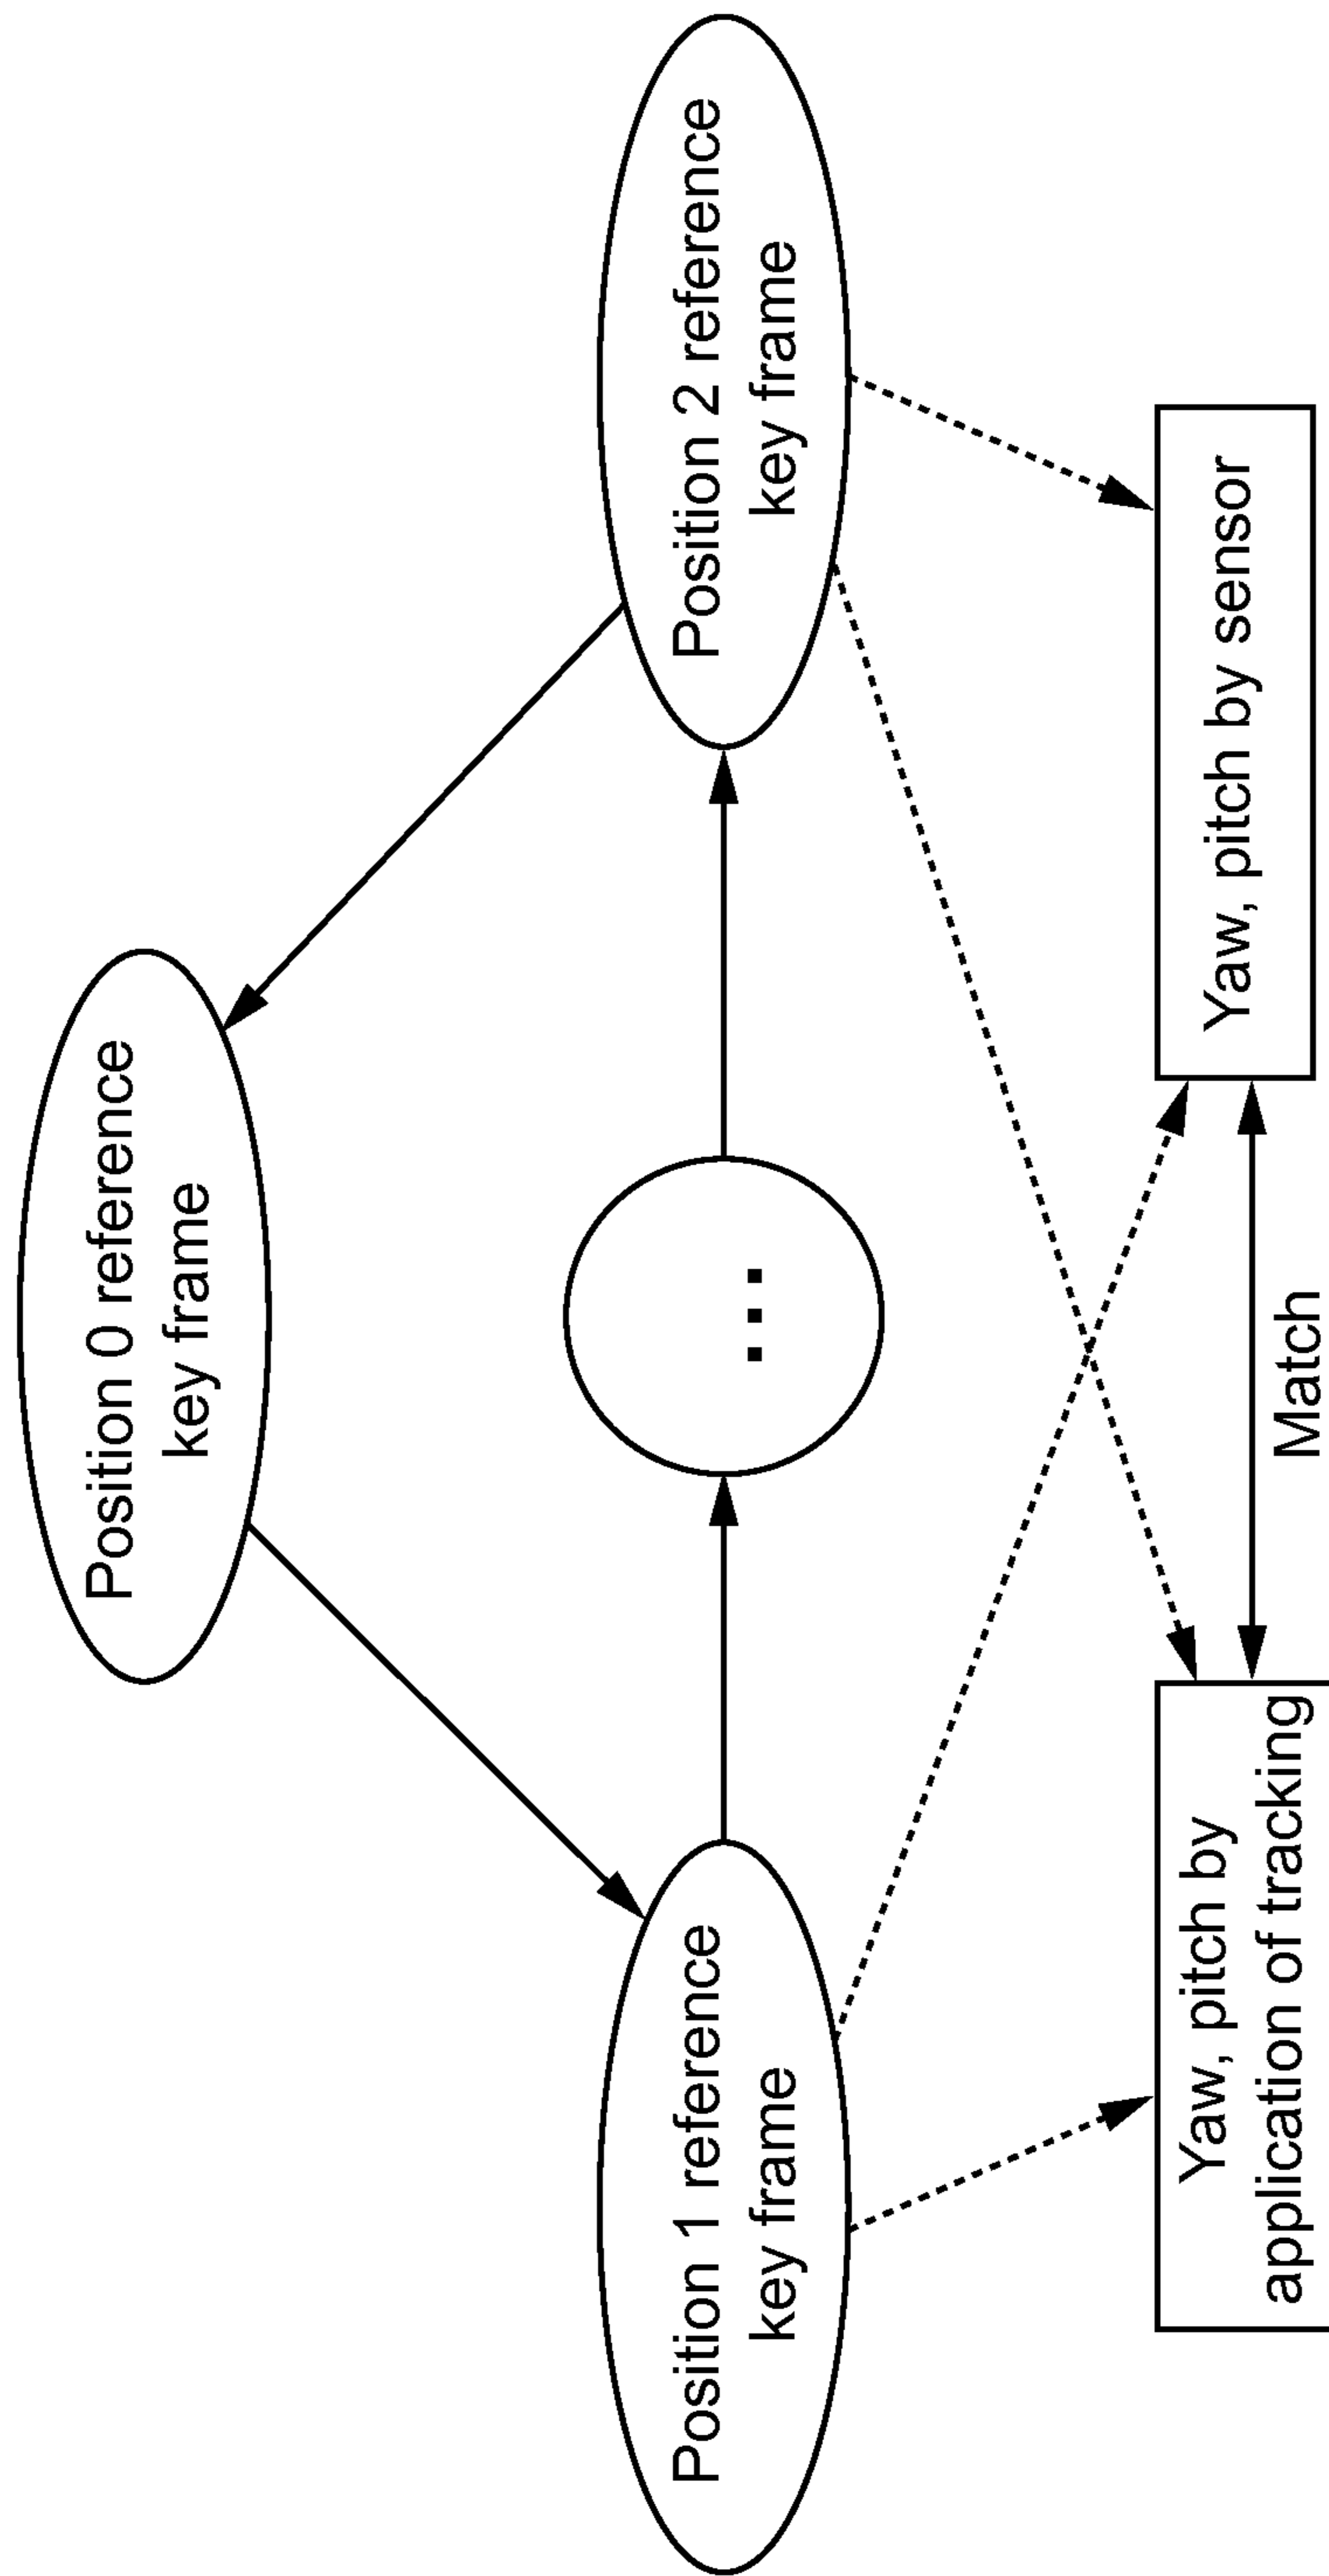 Position 0 reference
key frame
Position 1 reference
key frame
...
Position 2 reference
key frame
Yaw, pitch by
application of tracking
Match
Yaw, pitch by sensor